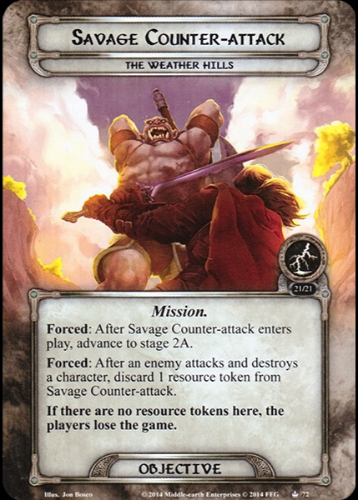 SAVAGE COUNTER-ATTACK
THE WEATHER HILLS
21/21
Mission.
Forced: After Savage Counter-attack enters
play, advance to stage 2A.
Forced: After an enemy attacks and destroys
a character, discard 1 resource token from
Savage Counter-attack.
If there are no resource tokens here, the
players lose the game.
OBJECTIVE
Illus. Jon Bosco
© 2014 Middle-earth Enterprises © 2014 FFG
72